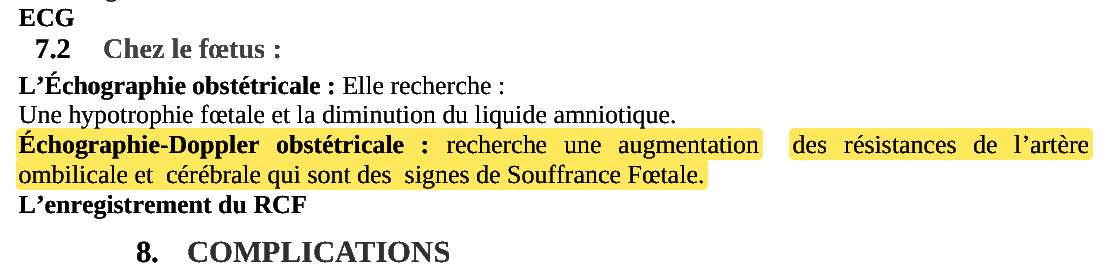 ECG
7.2 Chez le fœtus :
L’Échographie obstétricale : Elle recherche :
Une hypotrophie fœtale et la diminution du liquide amniotique.
Échographie-Doppler obstétricale : recherche une augmentation des résistances de l’artère
ombilicale et cérébrale qui sont des signes de Souffrance Fœtale.
L’enregistrement du RCF
8. COMPLICATIONS